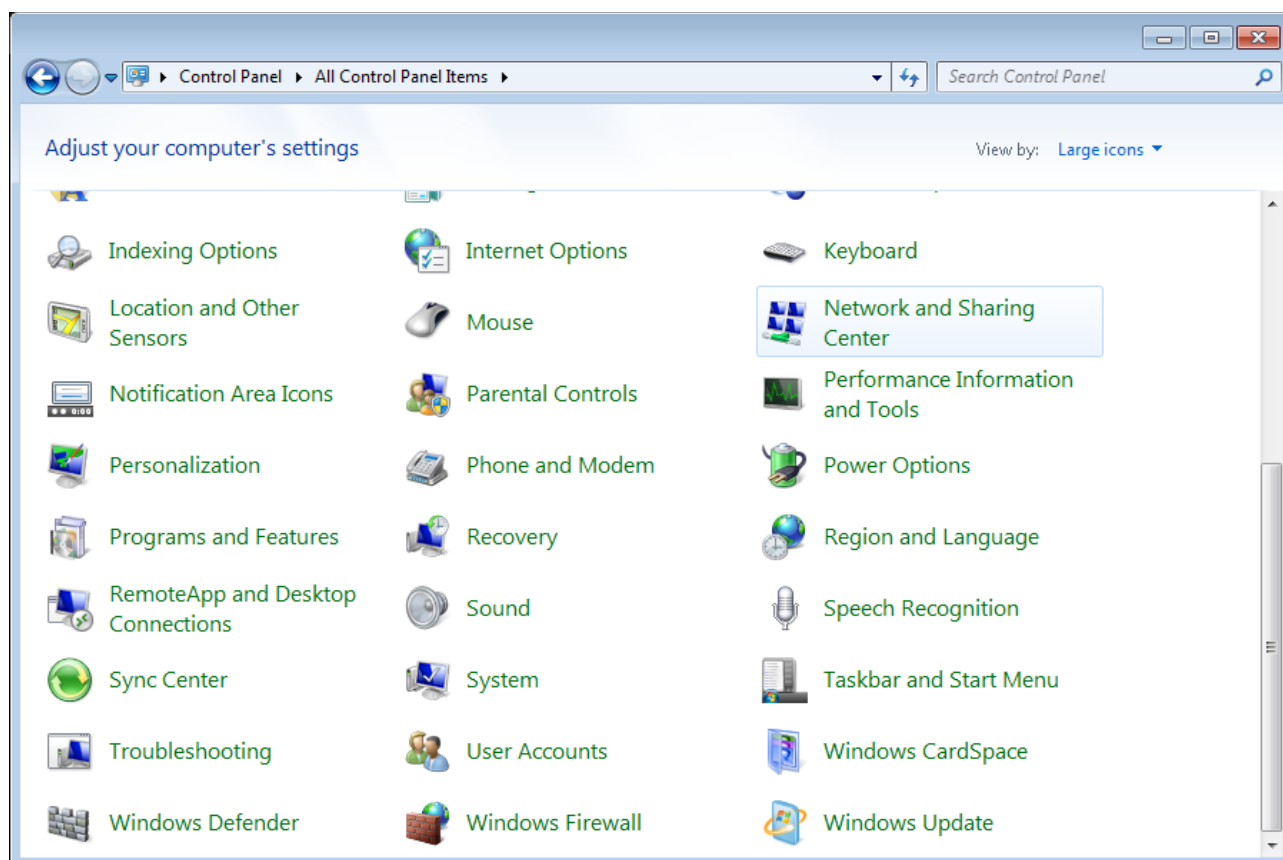 Control Panel All Control Panel Items
Search Control Panel
Adjust your computer's settings
View by: Large icons
Indexing Options
Internet Options
Keyboard
Location and Other
Sensors
Mouse
Network and Sharing
Center
Notification Area Icons
Parental Controls
Performance Information
and Tools
Personalization
Phone and Modem
Power Options
Programs and Features
Recovery
Region and Language
RemoteApp and Desktop
Connections
Sound
Speech Recognition
Sync Center
System
Taskbar and Start Menu
Troubleshooting
User Accounts
Windows CardSpace
Windows Defender
Windows Firewall
Windows Update